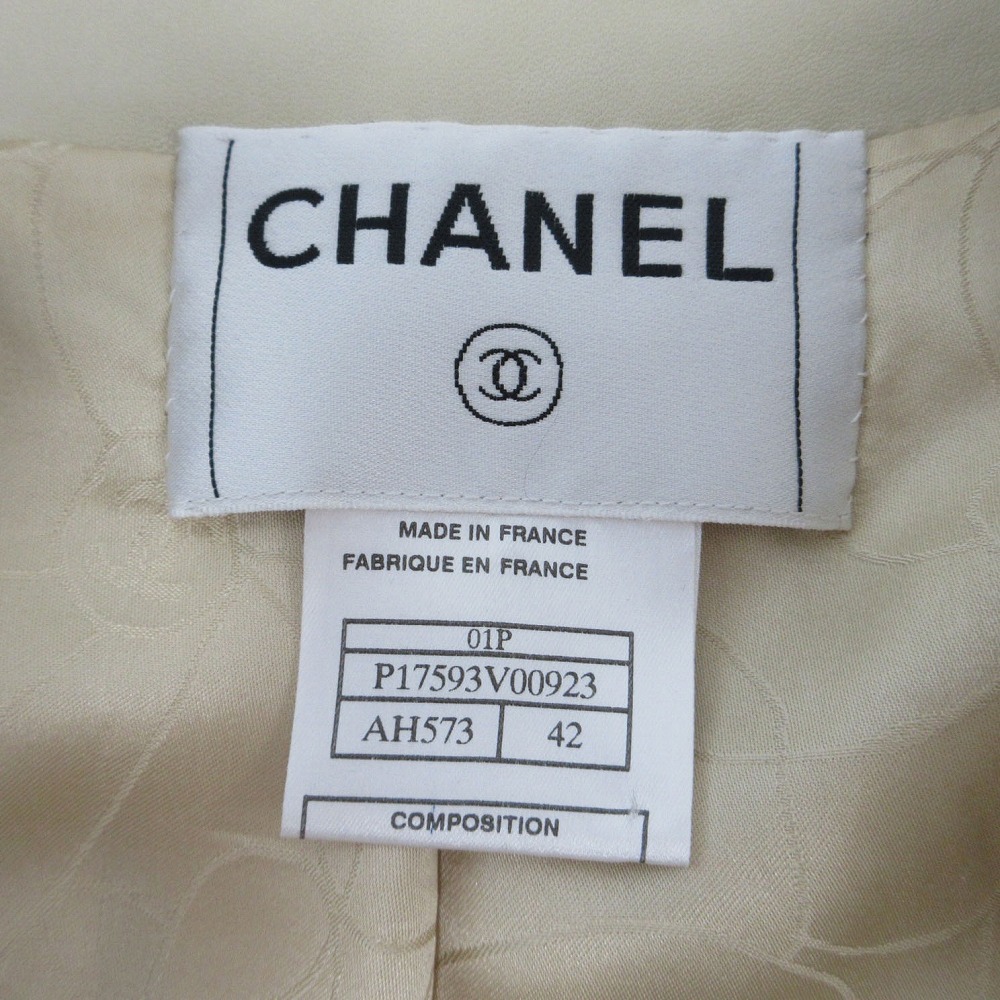 CHANEL
MADE IN FRANCE
FABRIQUE EN FRANCE
01P
P17593V00923
AH573 42
COMPOSITION